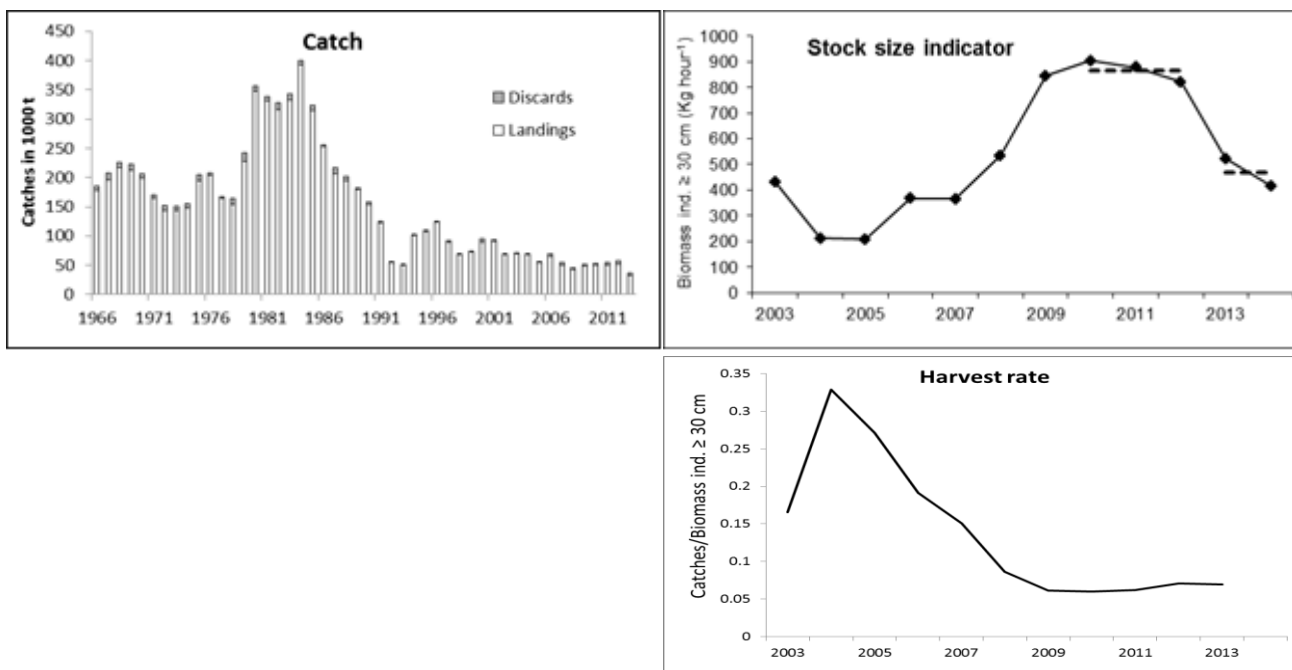 Catch
Catches in 1000 t
450
400
350
300
250
200
150
100
50
0
Discards
Landings
1966 1971 1976 1981 1986 1991 1996 2001 2006 2011
Stock size indicator
Biomass ind. ≥ 30 cm (Kg hour⁻¹)
1000
900
800
700
600
500
400
300
200
100
0
2003 2005 2007 2009 2011 2013
Harvest rate
Catches/Biomass ind. ≥ 30 cm
0.35
0.3
0.25
0.2
0.15
0.1
0.05
0
2003 2005 2007 2009 2011 2013